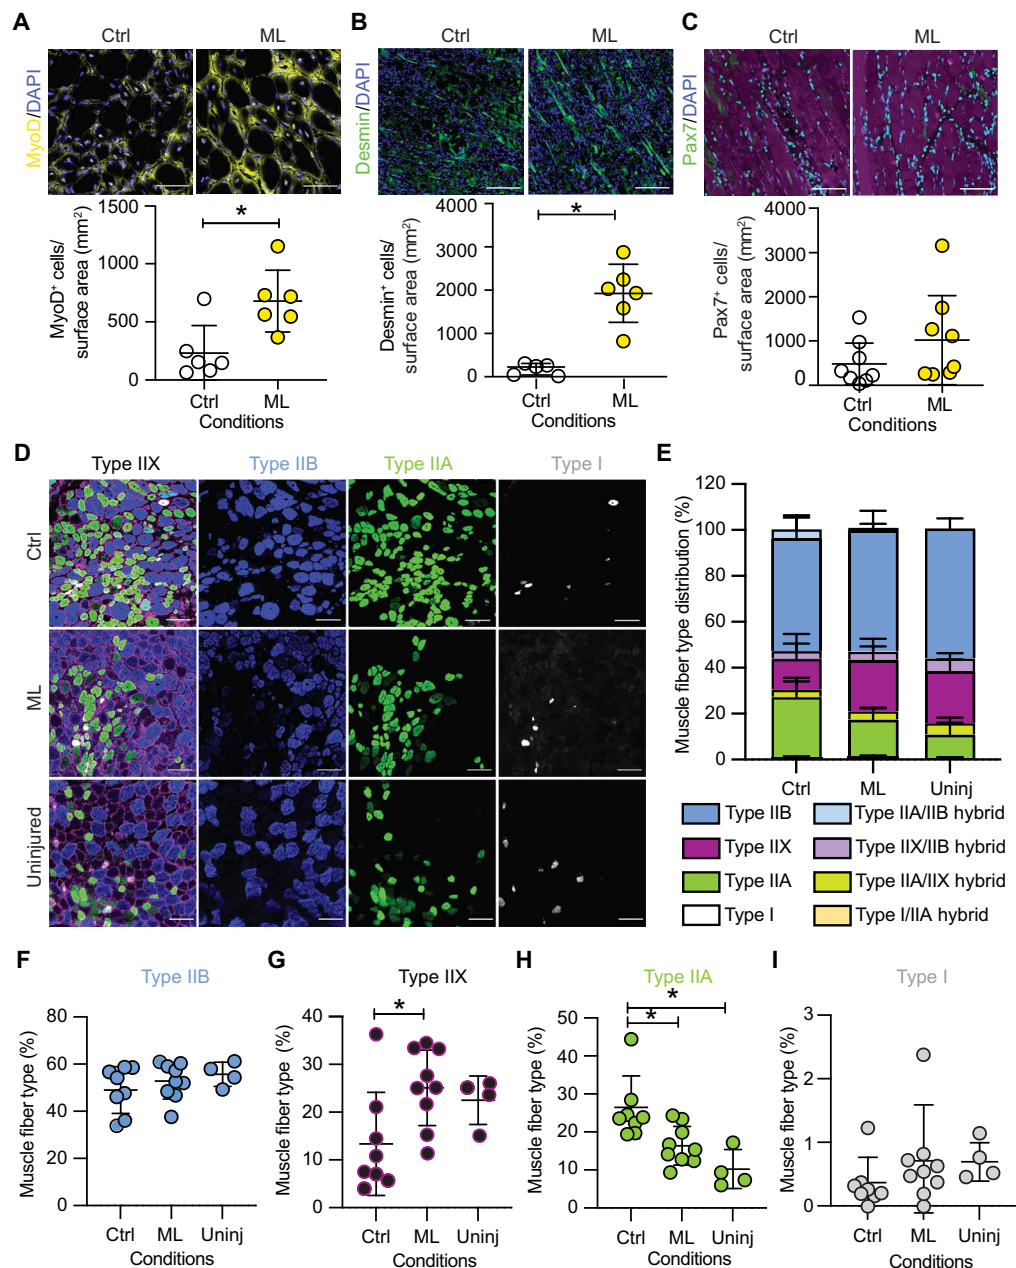 A
Ctrl
ML
MyoD/DAPI
MyoD⁺ cells/
surface area (mm²)
1500
1000
500
0
*
Ctrl
ML
Conditions
B
Ctrl
ML
Desmin/DAPI
Desmin⁺ cells/
surface area (mm²)
4000
3000
2000
1000
0
*
Ctrl
ML
Conditions
C
Ctrl
ML
Pax7/DAPI
Pax7⁺ cells/
surface area (mm²)
4000
3000
2000
1000
0
Ctrl
ML
Conditions
D
Type IIX
Type IIB
Type IIA
Type I
Ctrl
ML
Uninjured
E
Muscle fiber type distribution (%)
120
100
80
60
40
20
0
Ctrl
ML
Uninj
Type IIB
Type IIA/IIB hybrid
Type IIX
Type IIX/IIB hybrid
Type IIA
Type IIA/IIX hybrid
Type I
Type I/IIA hybrid
F
Type IIB
Muscle fiber type (%)
80
60
40
20
0
Ctrl
ML
Uninj
Conditions
G
Type IIX
Muscle fiber type (%)
40
30
20
10
0
*
Ctrl
ML
Uninj
Conditions
H
Type IIA
Muscle fiber type (%)
50
40
30
20
10
0
*
*
Ctrl
ML
Uninj
Conditions
I
Type I
Muscle fiber type (%)
3
2
1
0
Ctrl
ML
Uninj
Conditions